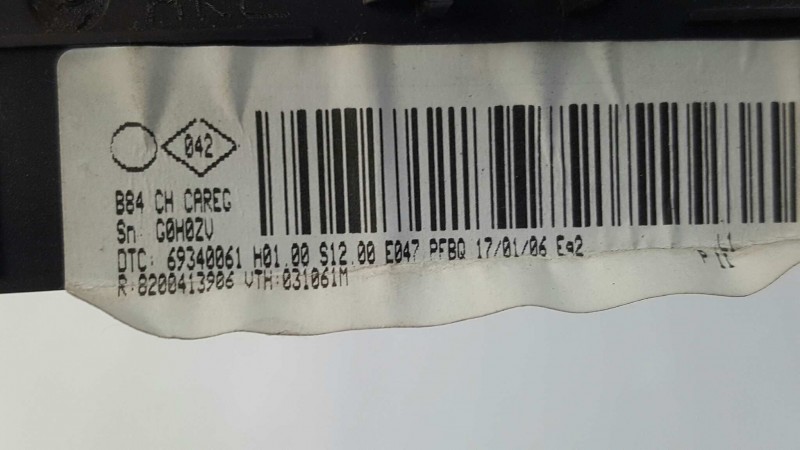 042
B84 CH CAREG
Sn: G0H0ZV
DTC: 69340061 H01.00 S12.00 E047 PFBQ 17/01/06 Eq2
R:8200413906 VTH:031061M